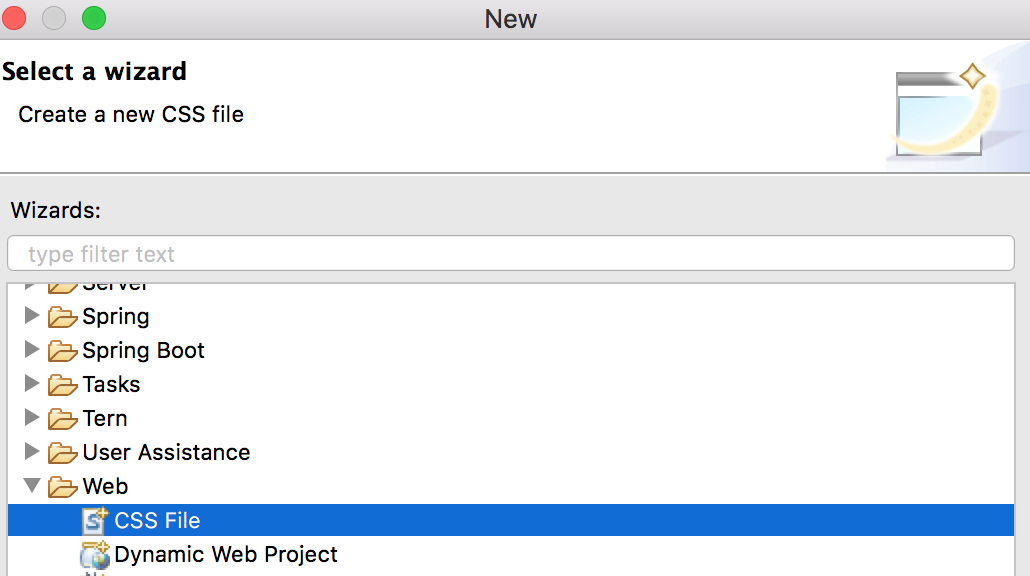 New
Select a wizard
Create a new CSS file
Wizards:
type filter text
Server
Spring
Spring Boot
Tasks
Tern
User Assistance
Web
CSS File
Dynamic Web Project